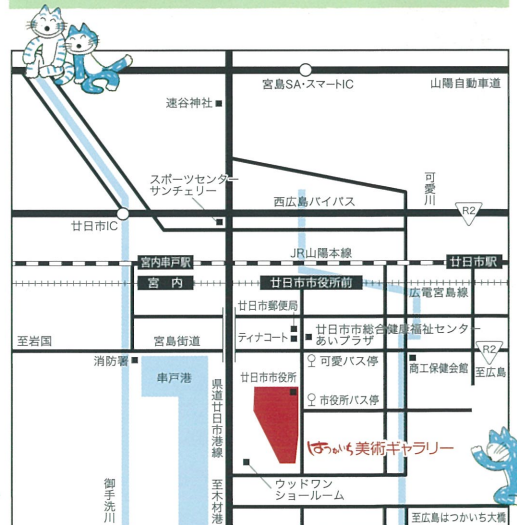 宮島SA・スマートIC
山陽自動車道
速谷神社
スポーツセンター
サンチェリー
可愛川
西広島バイパス
R2
廿日市IC
JR山陽本線
宮内串戸駅
廿日市駅
宮内
廿日市市役所前
広電宮島線
廿日市郵便局
廿日市市総合健康福祉センター
あいプラザ
ティナコート
至岩国
宮島街道
R2
可愛バス停
商工保健会館
至広島
消防署
串戸港
廿日市市役所
市役所バス停
県道廿日市港線
はつかいち美術ギャラリー
ウッドワン
ショールーム
御手洗川
至木材港
至広島はつかいち大橋